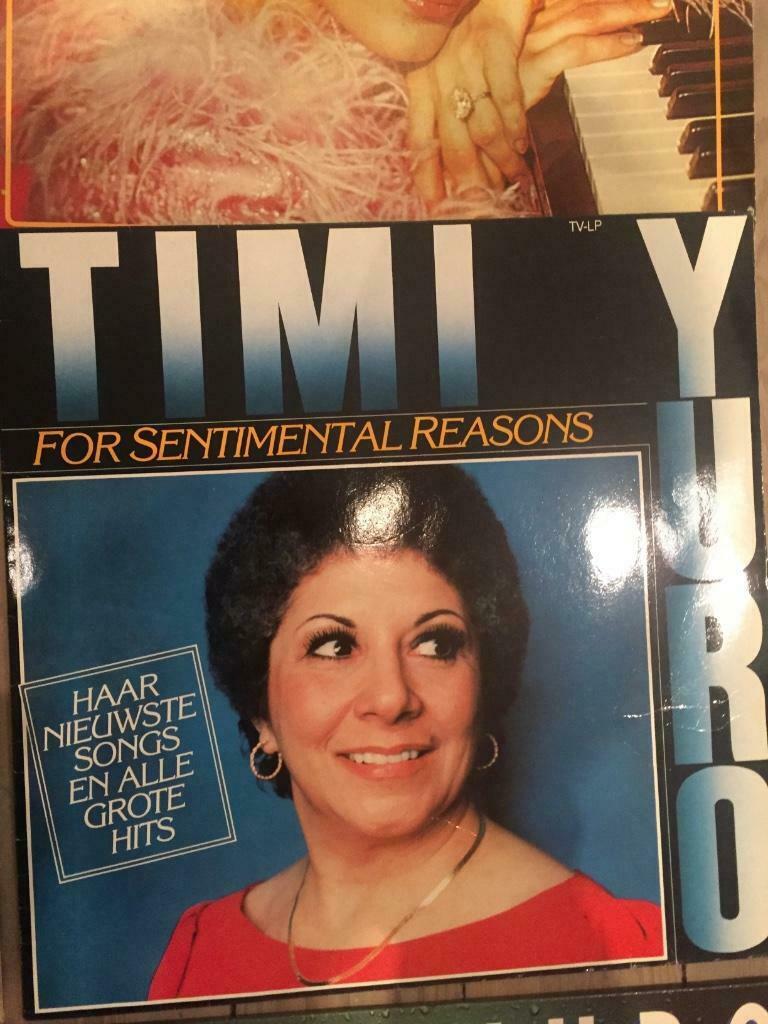 TIMI
TV-LP
YURO
FOR SENTIMENTAL REASONS
HAAR
NIEUWSTE
SONGS
EN ALLE
GROTE
HITS